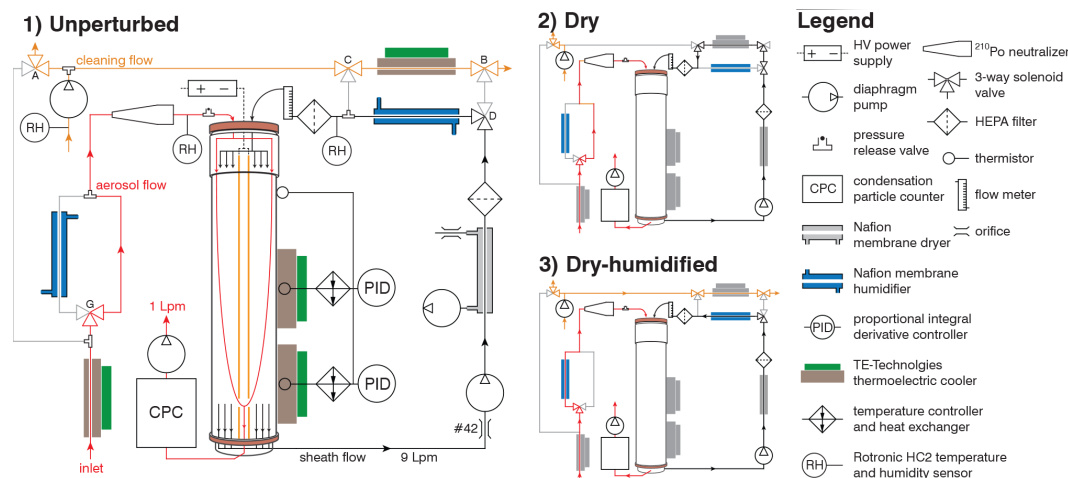 1) Unperturbed
cleaning flow
A
C
B
+ -
D
RH
RH
RH
aerosol flow
G
1 Lpm
PID
PID
CPC
#42
inlet
sheath flow
9 Lpm
2) Dry
+ -
CPC
3) Dry-humidified
Legend
+ -
HV power
supply
210Po neutralizer
diaphragm
pump
3-way solenoid
valve
pressure
release valve
HEPA filter
thermistor
CPC
condensation
particle counter
flow meter
Nafion
membrane dryer
orifice
Nafion membrane
humidifier
PID
proportional integral
derivative controller
TE-Technolgies
thermoelectric cooler
temperature controller
and heat exchanger
RH
Rotronic HC2 temperature
and humidity sensor